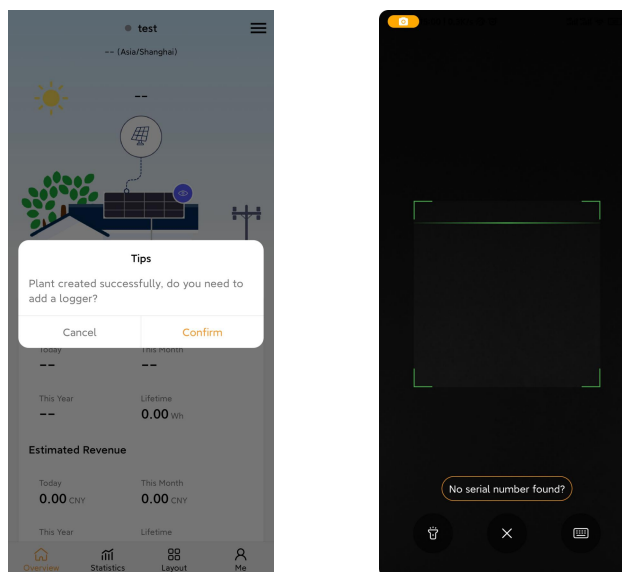 test
-- (Asia/Shanghai)
--
Tips
Plant created successfully, do you need to
add a logger?
Cancel Confirm
Today This Month
-- --
This Year Lifetime
-- 0.00 Wh
Estimated Revenue
Today This Month
0.00 CNY 0.00 CNY
This Year Lifetime
Overview Statistics Layout Me
No serial number found?